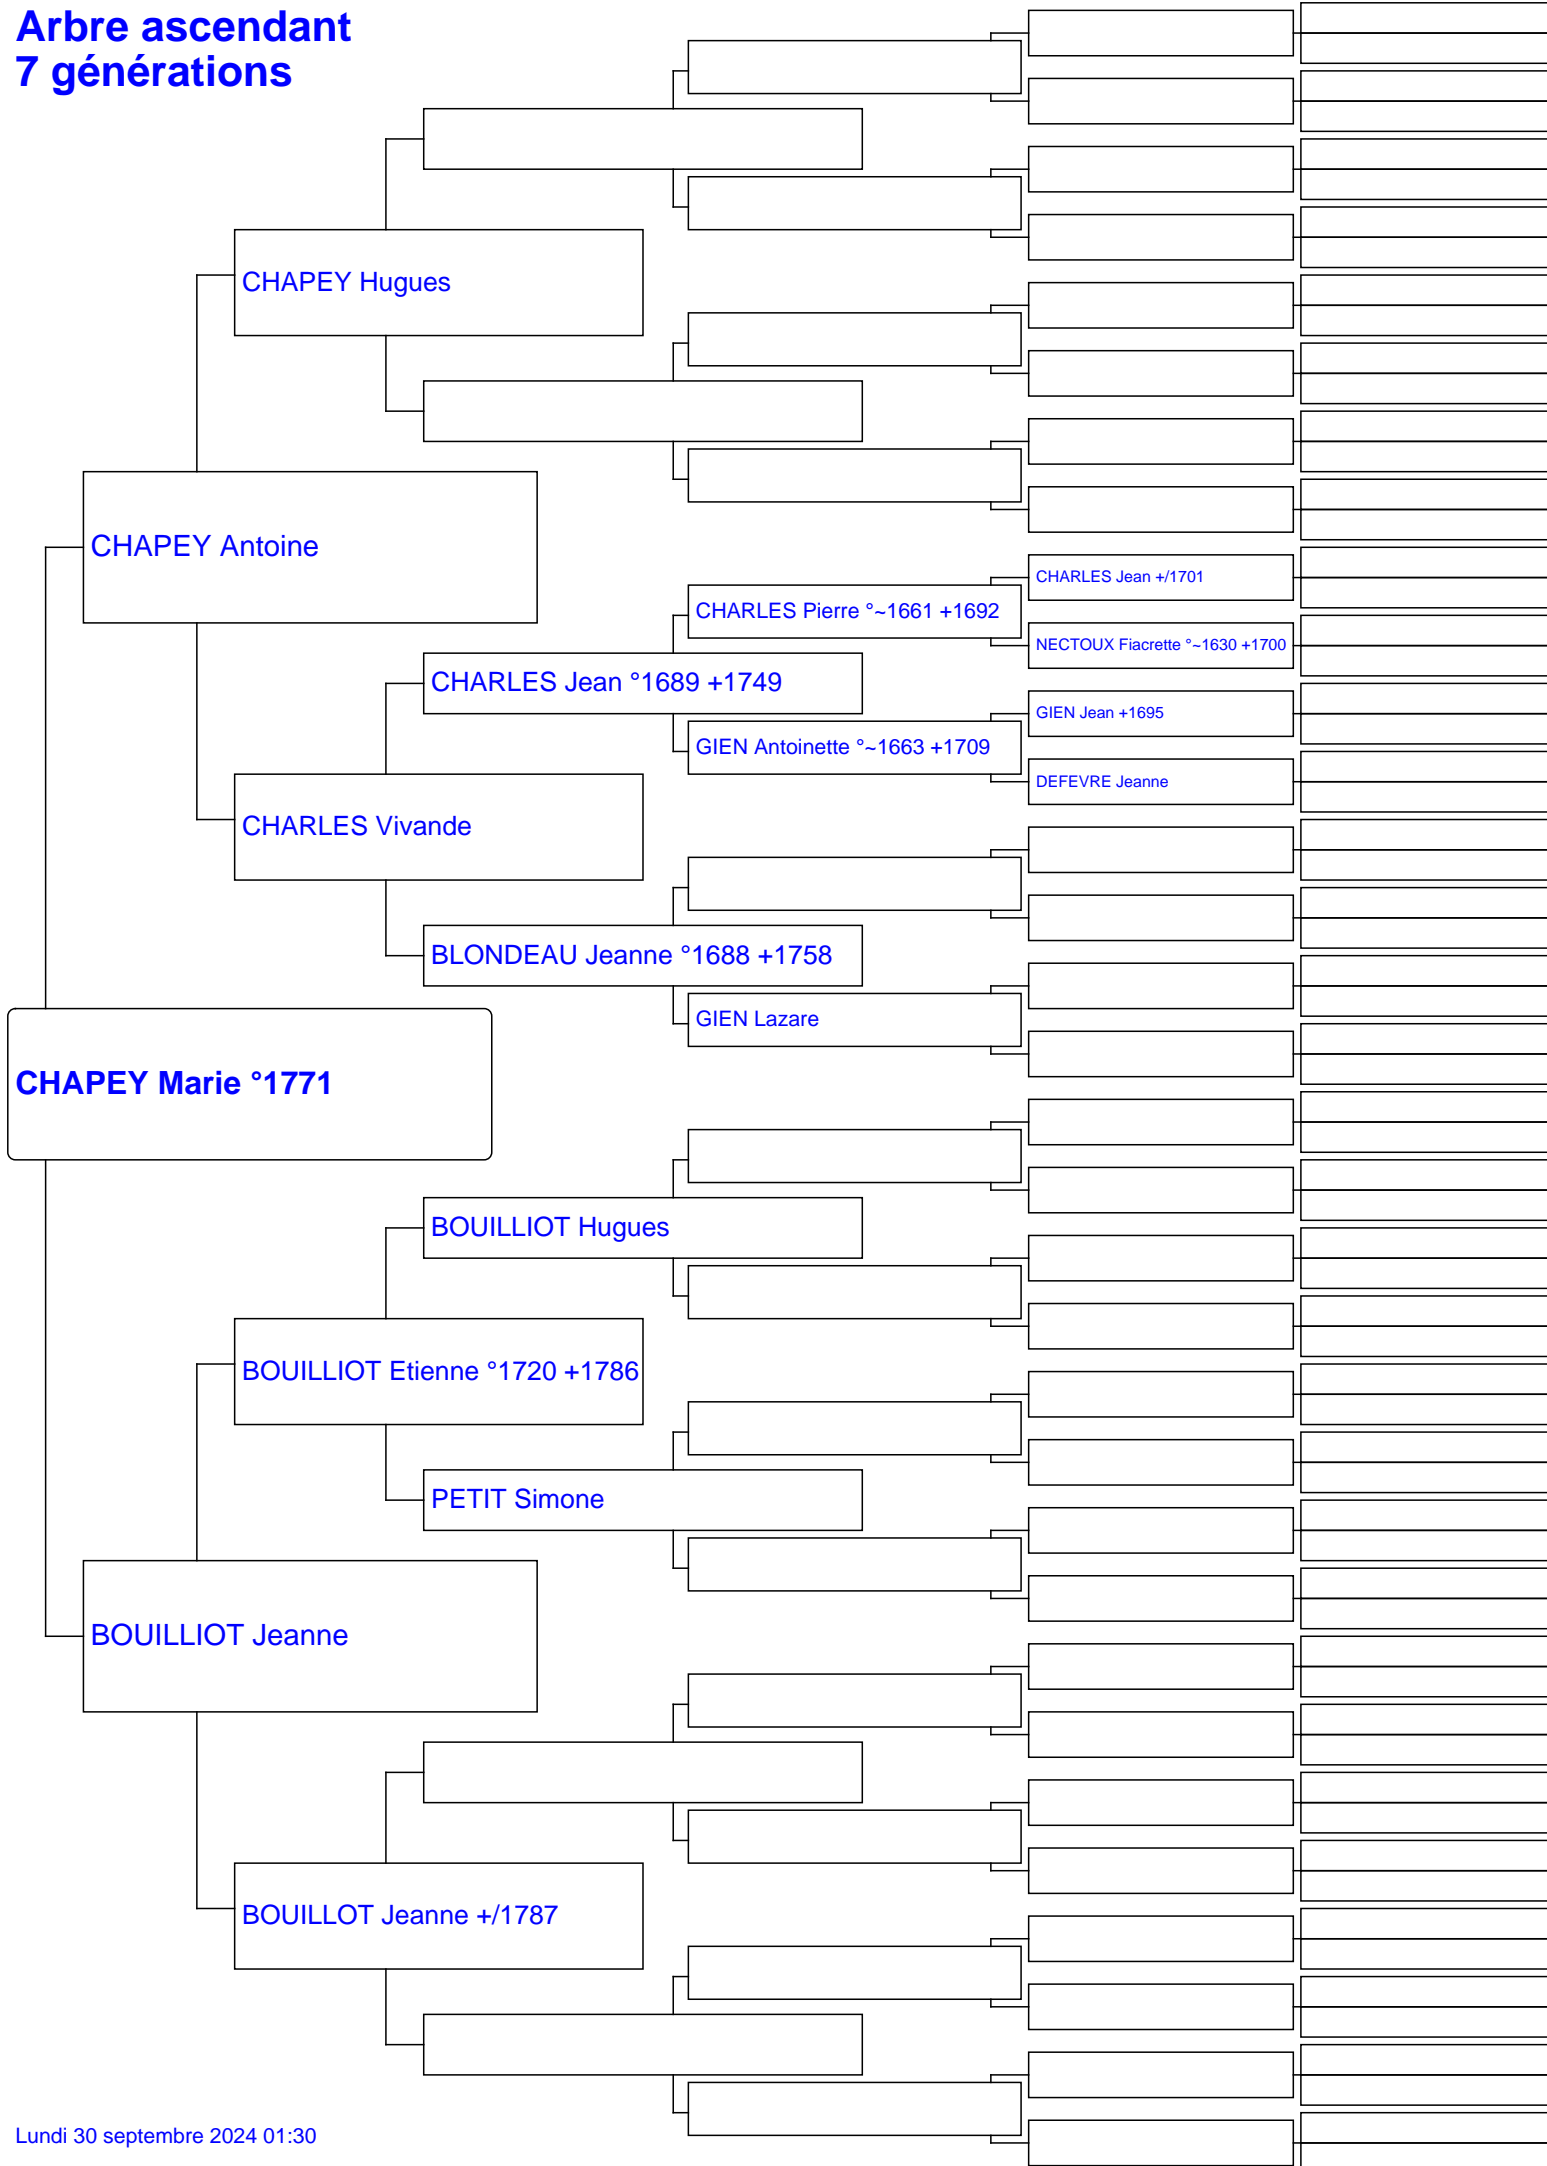 Arbre ascendant
7 générations
CHAPEY Hugues
CHAPEY Antoine
CHARLES Jean +/1701
CHARLES Pierre °~1661 +1692
NECTOUX Fiacrette °~1630 +1700
CHARLES Jean °1689 +1749
GIEN Jean +1695
GIEN Antoinette °~1663 +1709
DEFEVRE Jeanne
CHARLES Vivande
BLONDEAU Jeanne °1688 +1758
GIEN Lazare
CHAPEY Marie °1771
BOUILLIOT Hugues
BOUILLIOT Etienne °1720 +1786
PETIT Simone
BOUILLIOT Jeanne
BOUILLOT Jeanne +/1787
Lundi 30 septembre 2024 01:30